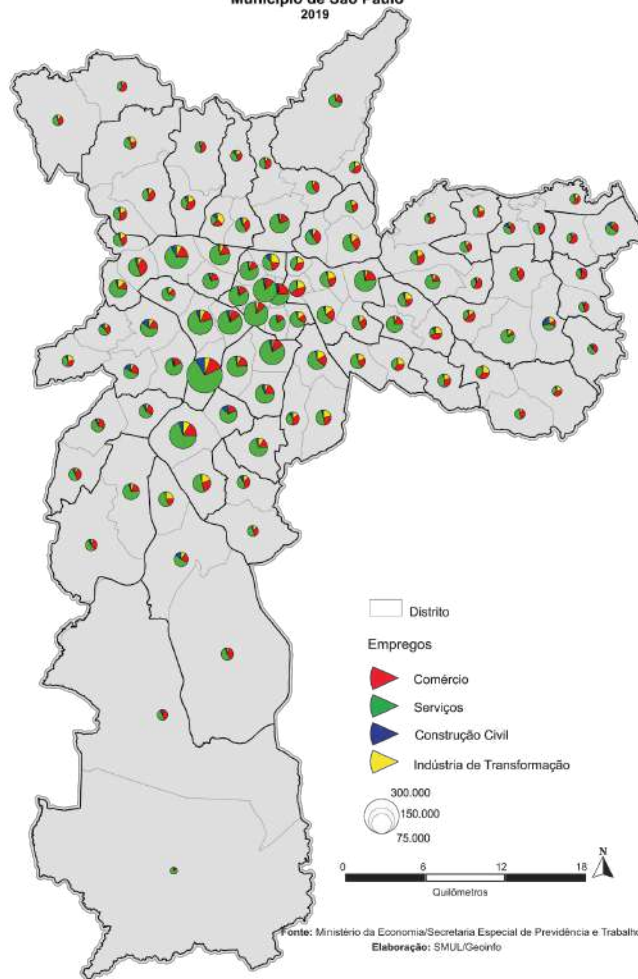 Município de São Paulo
2019
Distrito
Empregos
Comércio
Serviços
Construção Civil
Indústria de Transformação
300.000
150.000
75.000
0 6 12 18
N
Quilômetros
Fonte: Ministério da Economia/Secretaria Especial de Previdência e Trabalho
Elaboração: SMUL/Geoinfo